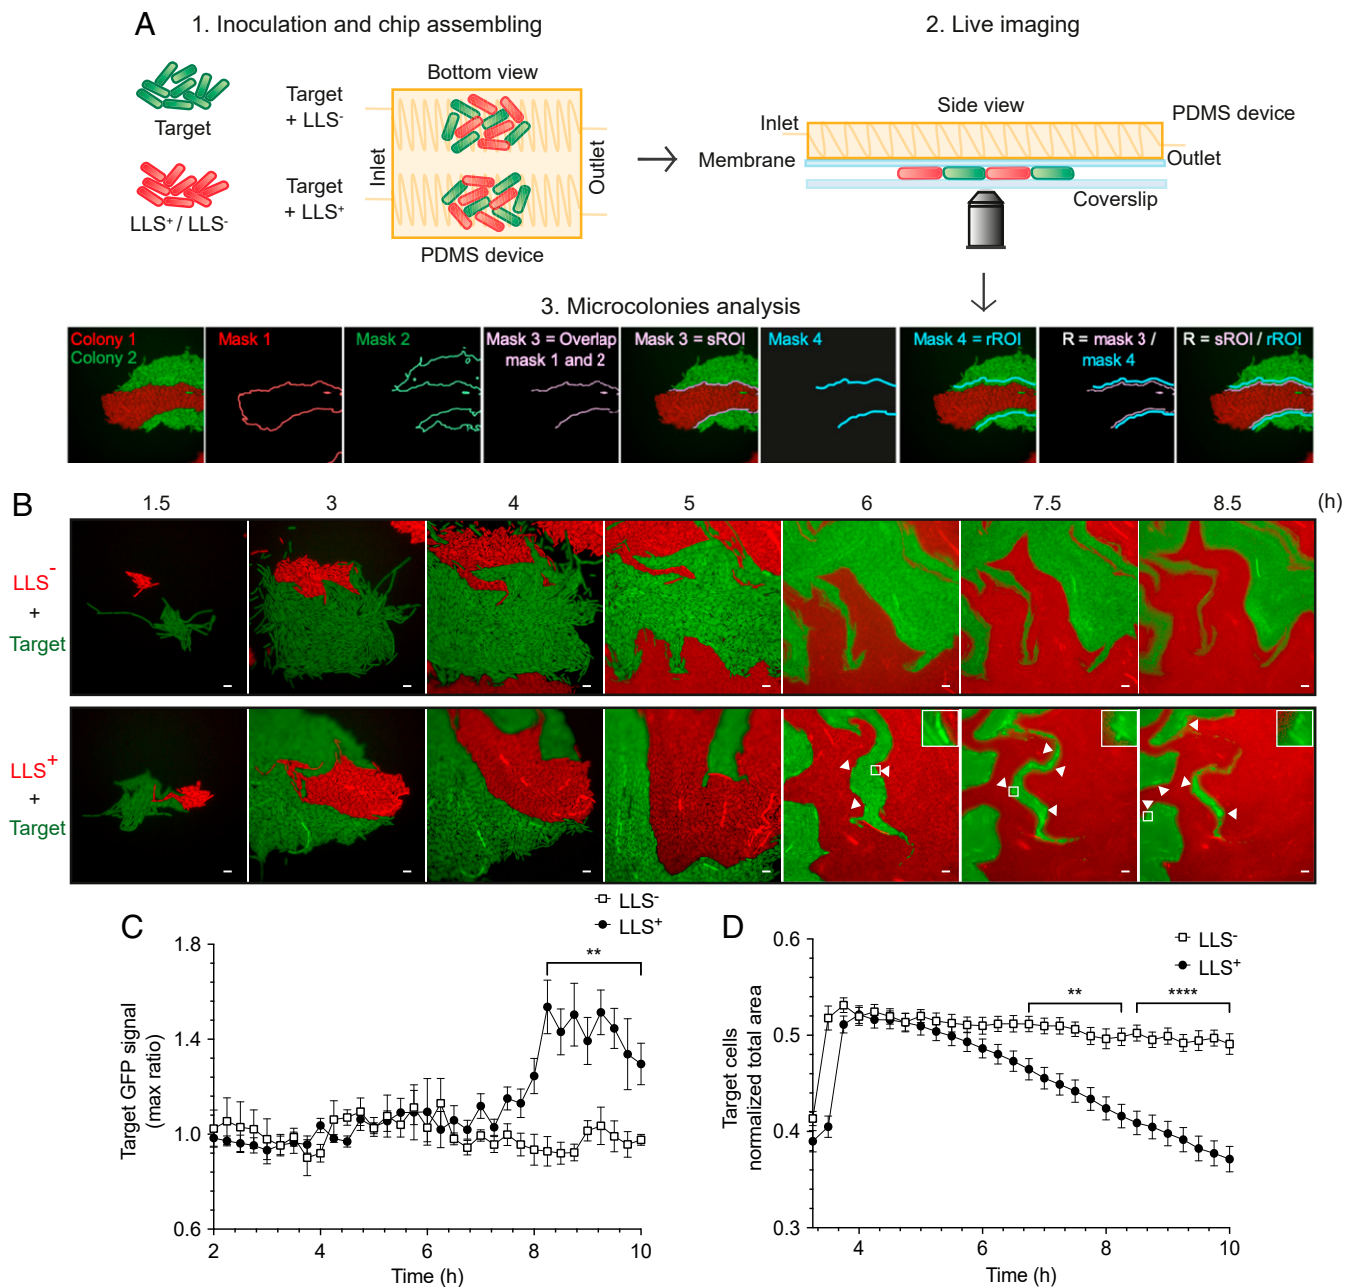 A
1. Inoculation and chip assembling
2. Live imaging
Target
LLS⁺ / LLS⁻
Target
+ LLS⁻
Target
+ LLS⁺
Bottom view
Inlet
Outlet
PDMS device
Side view
PDMS device
Inlet
Membrane
Outlet
Coverslip
3. Microcolonies analysis
Colony 1
Colony 2
Mask 1
Mask 2
Mask 3 = Overlap
mask 1 and 2
Mask 3 = sROI
Mask 4
Mask 4 = rROI
R = mask 3 /
mask 4
R = sROI / rROI
B
1.5 3 4 5 6 7.5 8.5 (h)
LLS⁻
+
Target
LLS⁺
+
Target
C
LLS⁻
LLS⁺
**
1.8
1.4
1.0
0.6
Target GFP signal
(max ratio)
2 4 6 8 10
Time (h)
D
LLS⁻
LLS⁺
** ****
0.6
0.5
0.4
0.3
Target cells
normalized total area
4 6 8 10
Time (h)